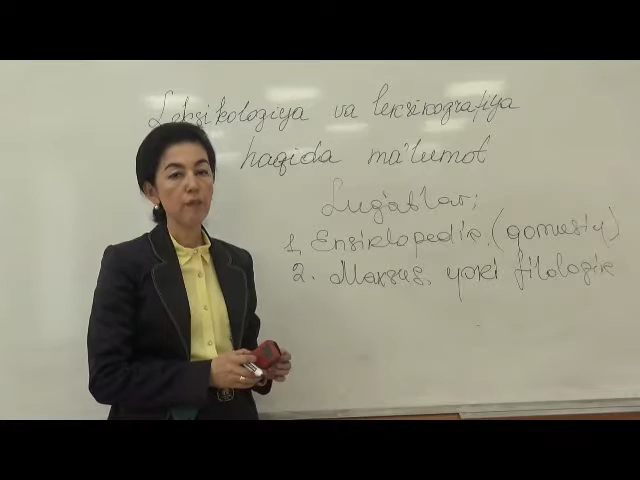 Leksikologiya va leksikografiya
haqida ma'lumot
Lug'atlar:
1. Ensiklopedik. (qomusiy)
2. Maxsus, yoki filologik